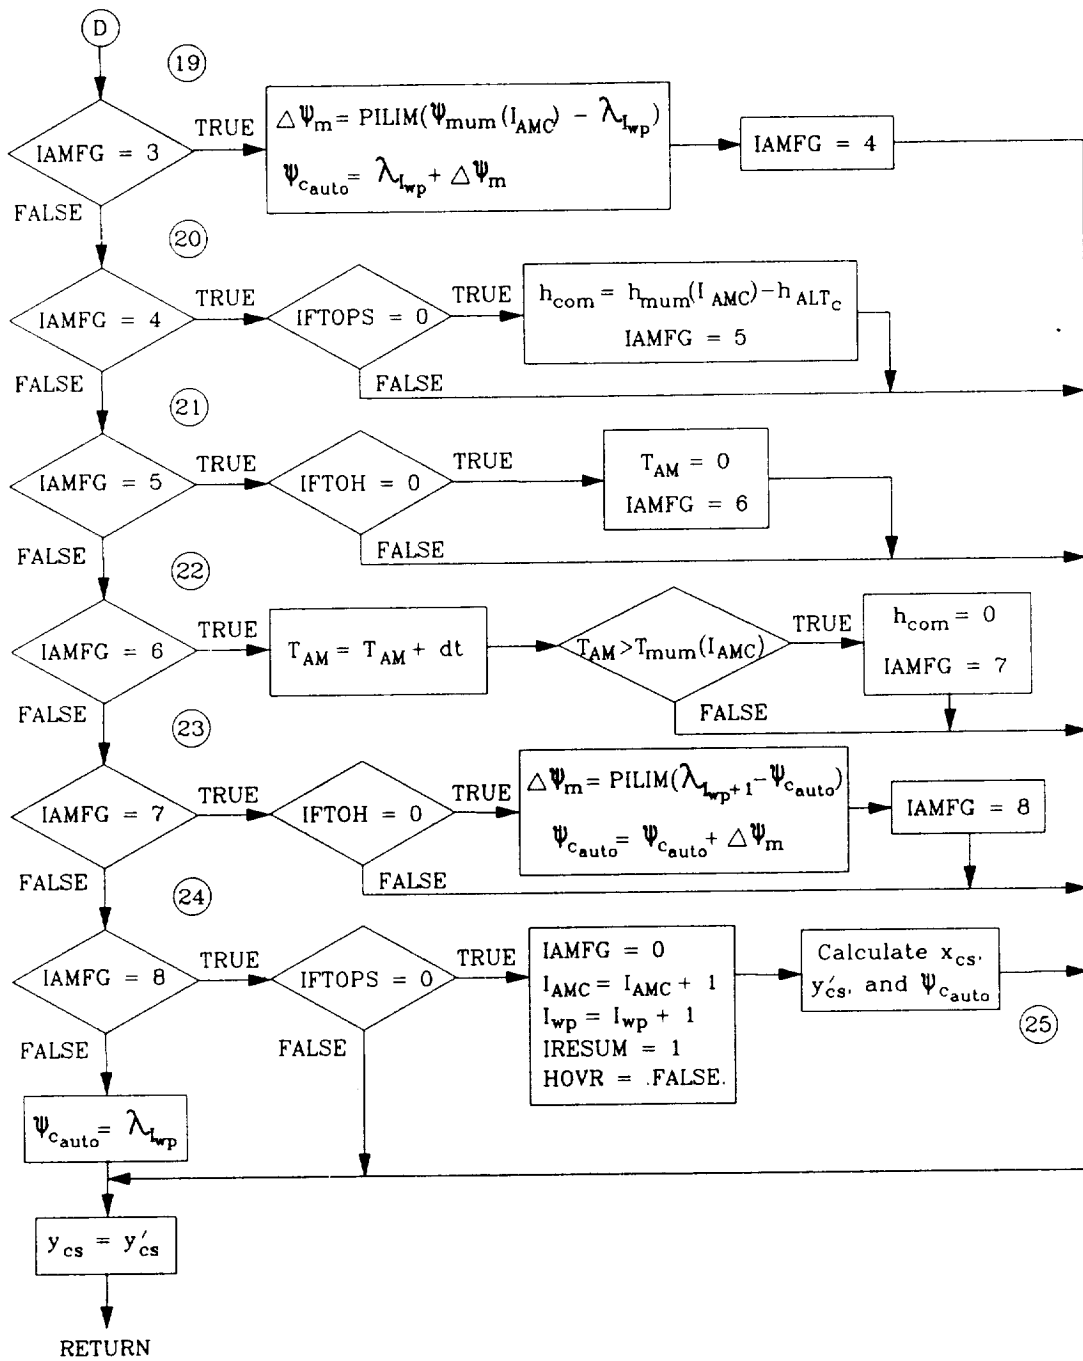 D
19
IAMFG = 3
TRUE
△Ψm = PILIM(Ψmum(IAMC) − λIwp)
Ψcauto = λIwp + △Ψm
IAMFG = 4
FALSE
20
IAMFG = 4
TRUE
IFTOPS = 0
TRUE
hcom = hmum(IAMC) − hALTC
IAMFG = 5
FALSE
FALSE
21
IAMFG = 5
TRUE
IFTOH = 0
TRUE
TAM = 0
IAMFG = 6
FALSE
FALSE
22
IAMFG = 6
TRUE
TAM = TAM + dt
TAM > Tmum(IAMC)
TRUE
hcom = 0
IAMFG = 7
FALSE
FALSE
23
IAMFG = 7
TRUE
IFTOH = 0
TRUE
△Ψm = PILIM(λIwp+1 − Ψcauto)
Ψcauto = Ψcauto + △Ψm
IAMFG = 8
FALSE
FALSE
24
IAMFG = 8
TRUE
IFTOPS = 0
TRUE
IAMFG = 0
IAMC = IAMC + 1
Iwp = Iwp + 1
IRESUM = 1
HOVR = .FALSE.
Calculate xcs,
y′cs, and Ψcauto
25
FALSE
FALSE
Ψcauto = λIwp
ycs = y′cs
RETURN